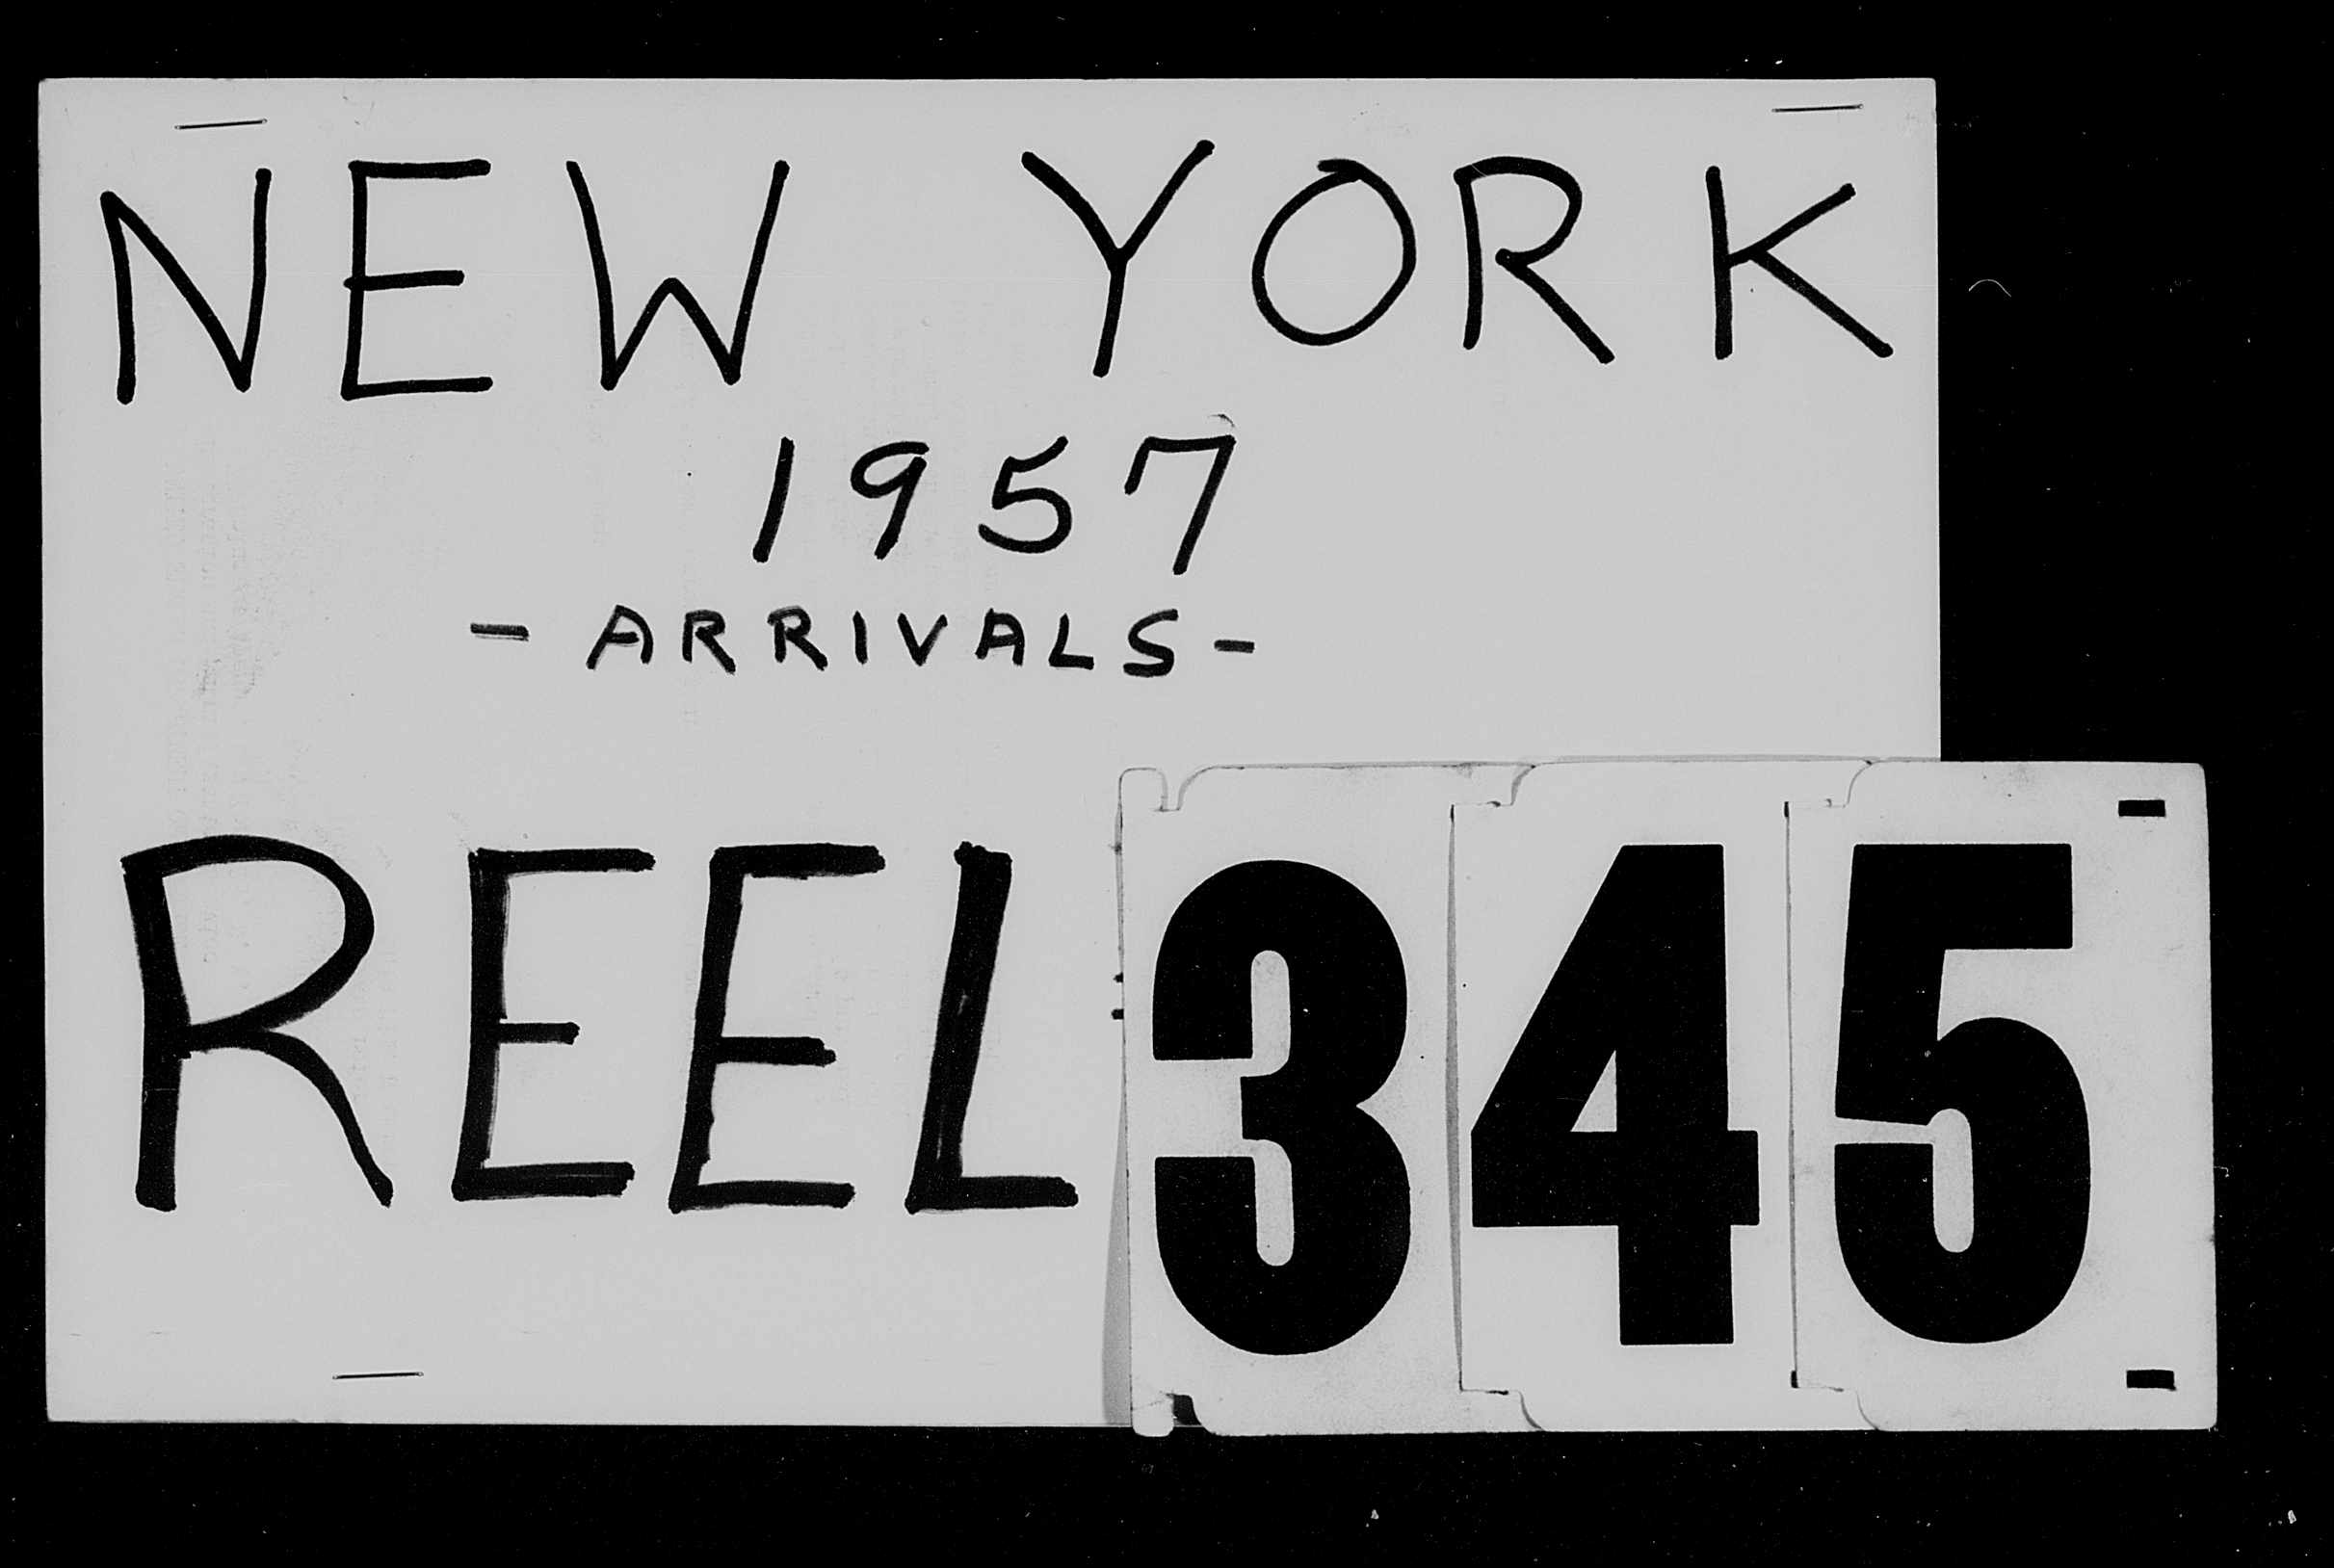 NEW YORK
1957
- ARRIVALS -
REEL 345